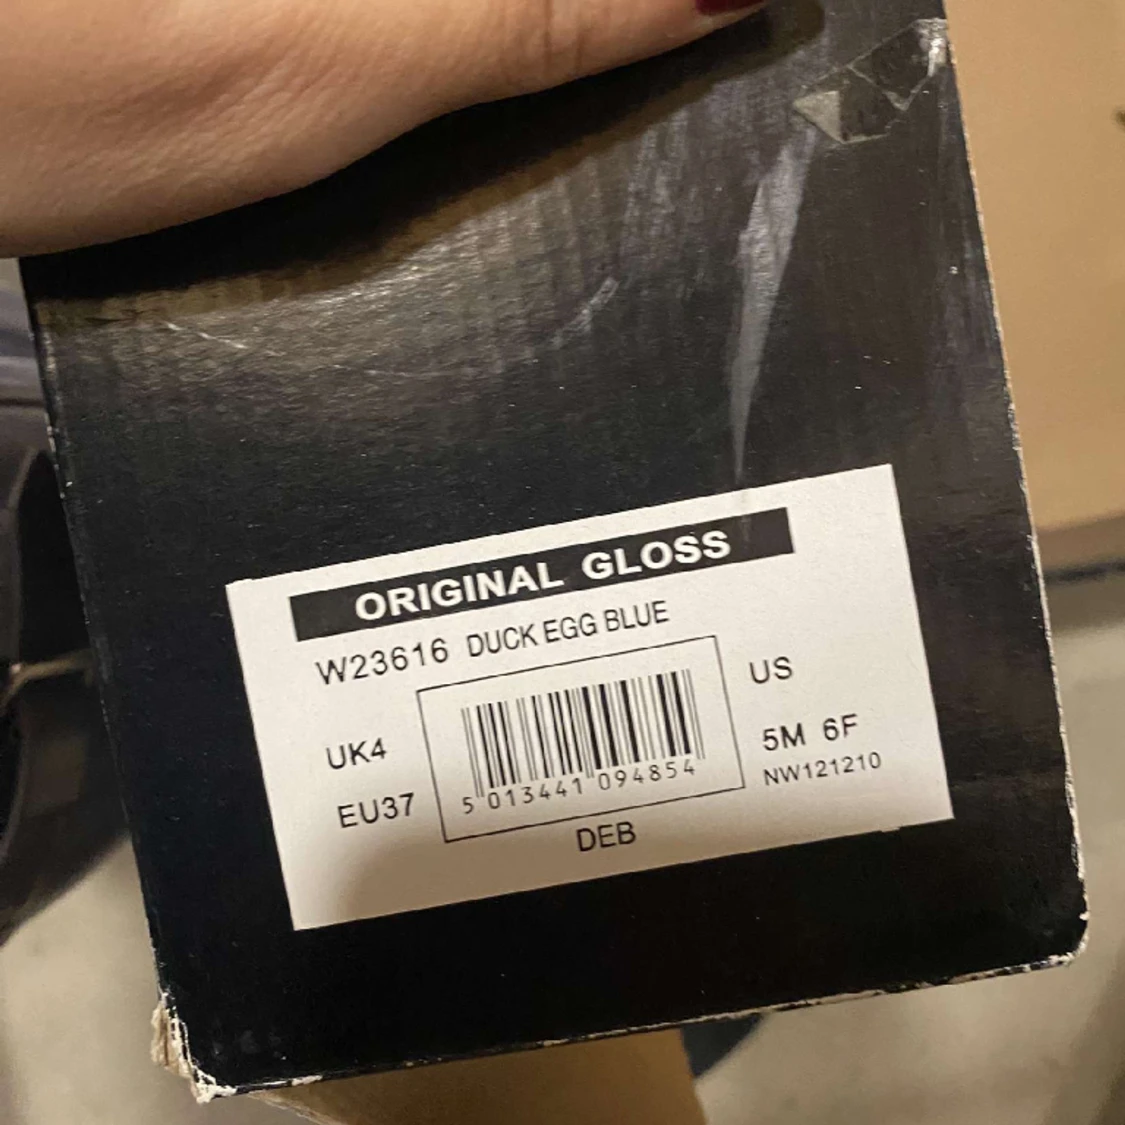 ORIGINAL GLOSS
W23616 DUCK EGG BLUE
UK4
EU37
5 013441 094854
DEB
US
5M 6F
NW121210